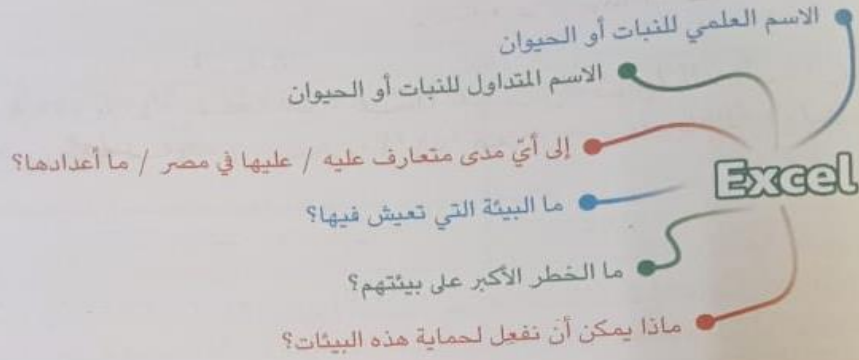 الاسم العلمي للنبات أو الحيوان
الاسم المتداول للنبات أو الحيوان
إلى أيّ مدى متعارف عليه / عليها في مصر / ما أعدادها؟
Excel
ما البيئة التي تعيش فيها؟
ما الخطر الأكبر على بيئتهم؟
ماذا يمكن أن نفعل لحماية هذه البيئات؟